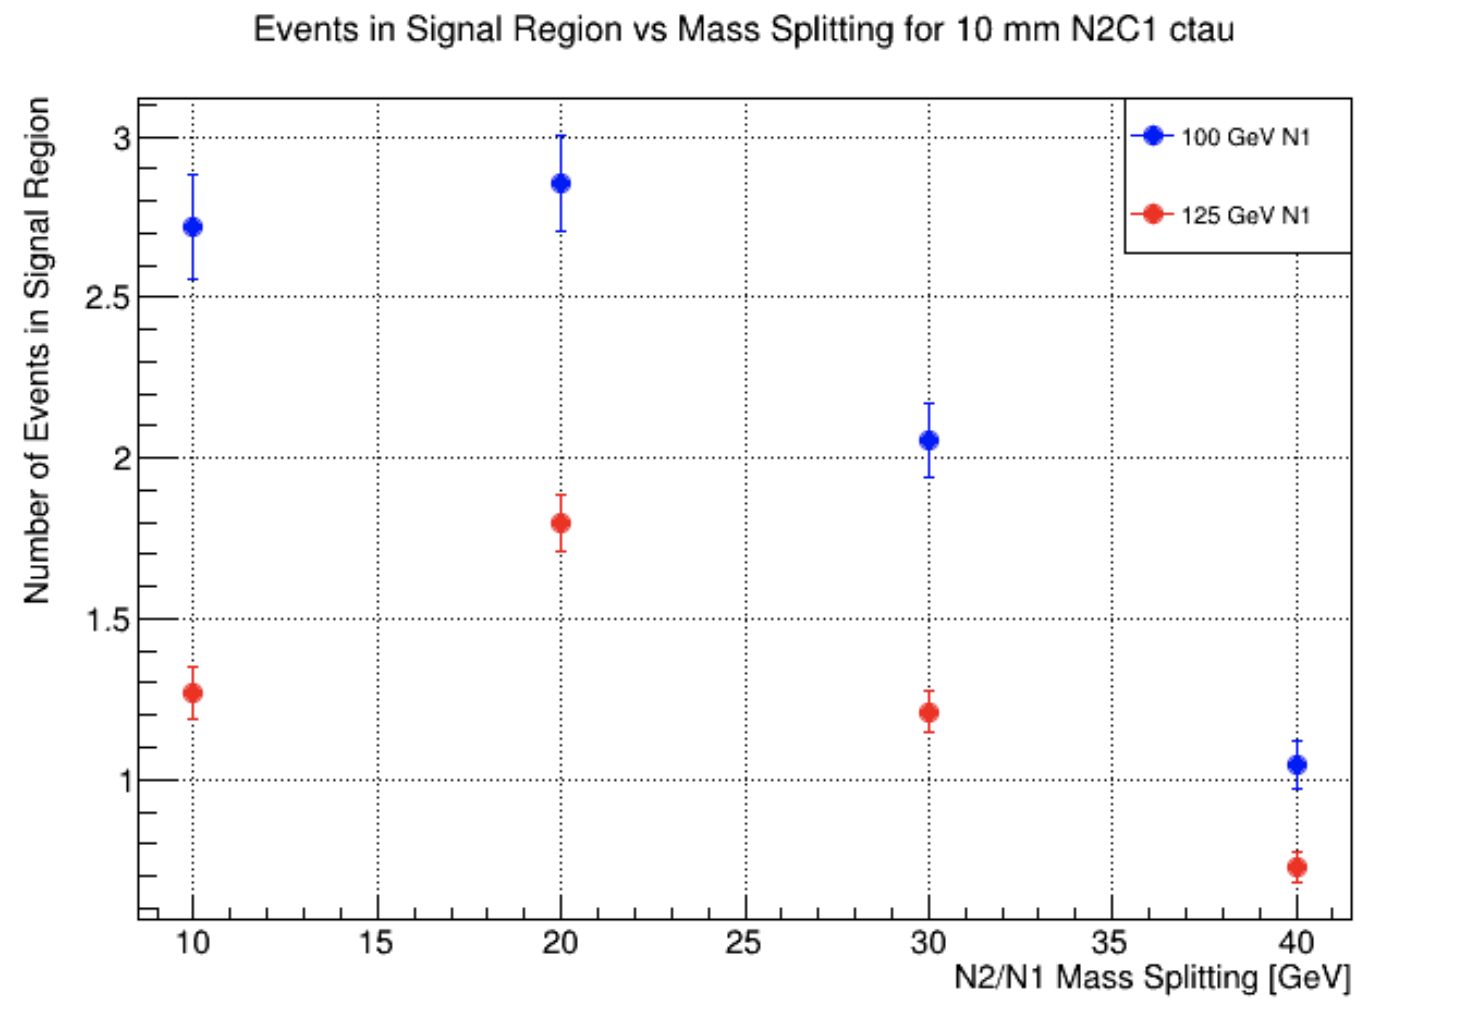 Events in Signal Region vs Mass Splitting for 10 mm N2C1 ctau
Number of Events in Signal Region
3
2.5
2
1.5
1
100 GeV N1
125 GeV N1
10 15 20 25 30 35 40
N2/N1 Mass Splitting [GeV]